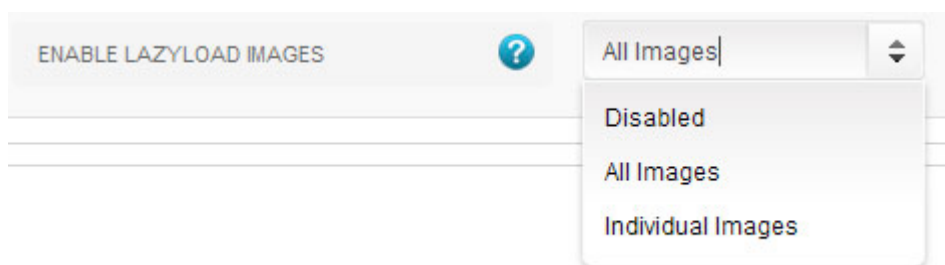 ENABLE LAZYLOAD IMAGES ? All Images
Disabled
All Images
Individual Images